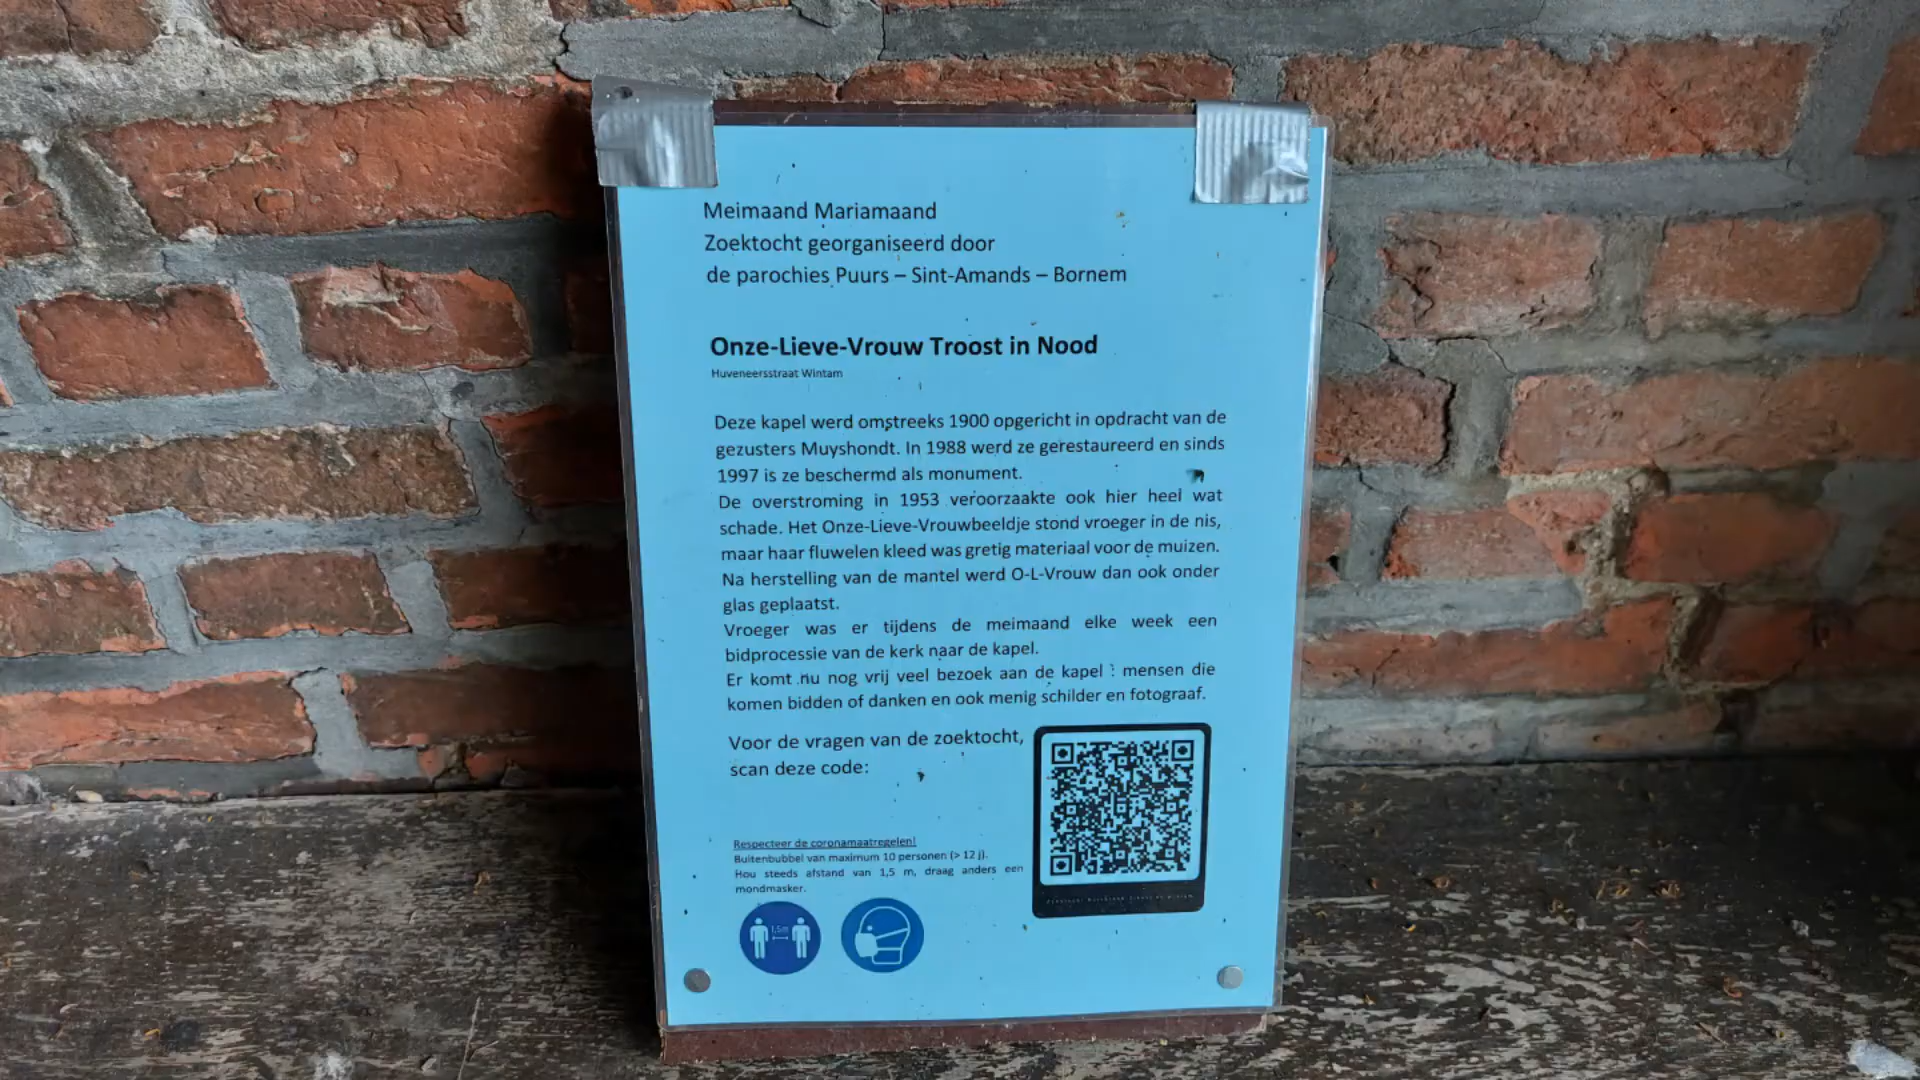 Meimaand Mariamaand
Zoektocht georganiseerd door
de parochies Puurs – Sint-Amands – Bornem
Onze-Lieve-Vrouw Troost in Nood
Huveneersstraat Wintam
Deze kapel werd omstreeks 1900 opgericht in opdracht van de
gezusters Muyshondt. In 1988 werd ze gerestaureerd en sinds
1997 is ze beschermd als monument.
De overstroming in 1953 veroorzaakte ook hier heel wat
schade. Het Onze-Lieve-Vrouwbeeldje stond vroeger in de nis,
maar haar fluwelen kleed was gretig materiaal voor de muizen.
Na herstelling van de mantel werd O-L-Vrouw dan ook onder
glas geplaatst.
Vroeger was er tijdens de meimaand elke week een
bidprocessie van de kerk naar de kapel.
Er komt nu nog vrij veel bezoek aan de kapel : mensen die
komen bidden of danken en ook menig schilder en fotograaf.
Voor de vragen van de zoektocht,
scan deze code:
Respecteer de coronamaatregelen!
Buitenbubbel van maximum 10 personen (> 12 j).
Hou steeds afstand van 1,5 m, draag anders een
mondmasker.
1,5m